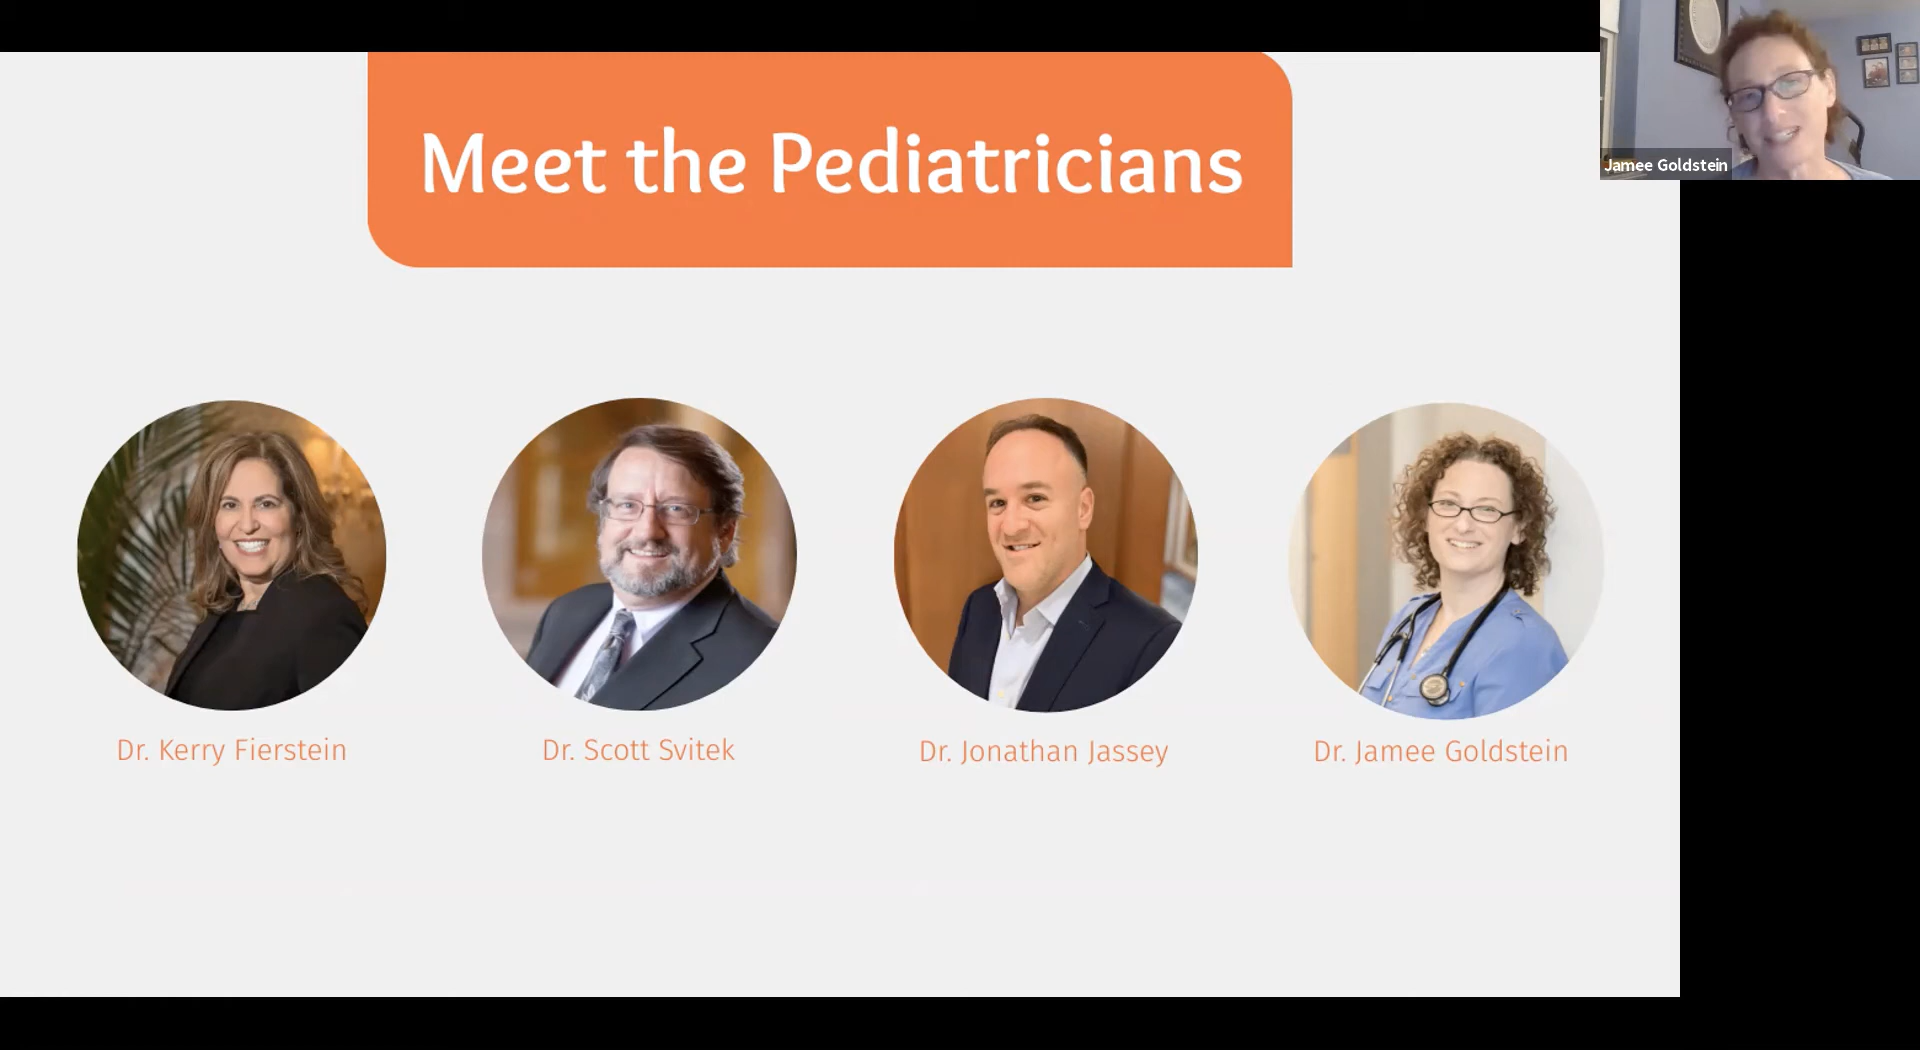 Meet the Pediatricians
Jamee Goldstein
Dr. Kerry Fierstein
Dr. Scott Svitek
Dr. Jonathan Jassey
Dr. Jamee Goldstein